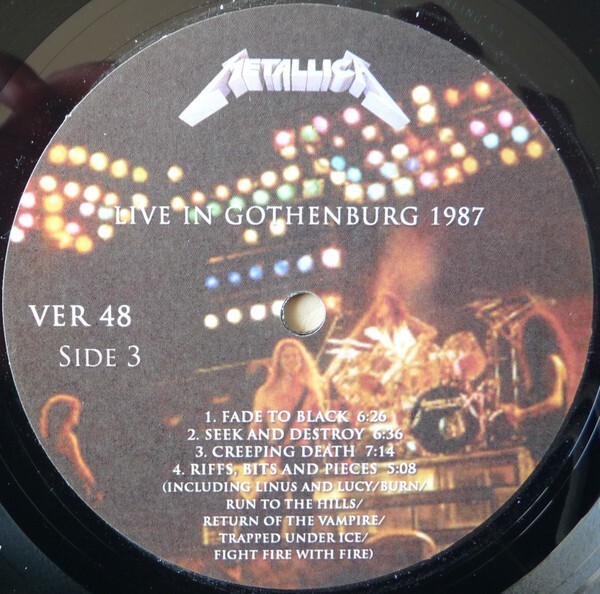 METALLICA
LIVE IN GOTHENBURG 1987
VER 48
SIDE 3
1. FADE TO BLACK 6:26
2. SEEK AND DESTROY 6:36
3. CREEPING DEATH 7:14
4. RIFFS, BITS AND PIECES 5:08
(INCLUDING LINUS AND LUCY/BURN/
RUN TO THE HILLS/
RETURN OF THE VAMPIRE/
TRAPPED UNDER ICE/
FIGHT FIRE WITH FIRE)